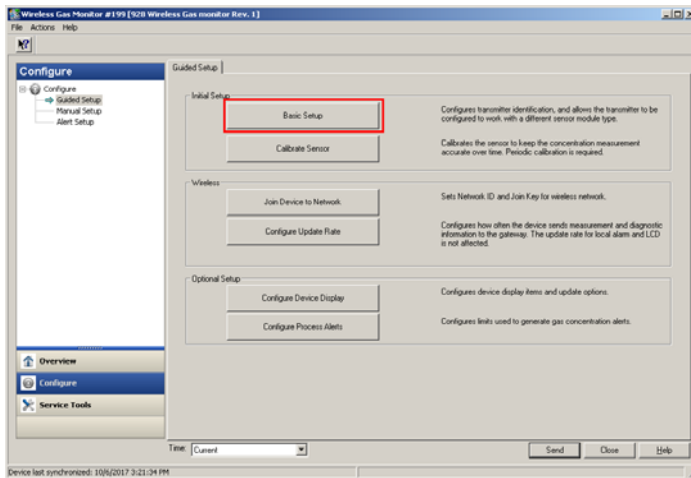 Wireless Gas Monitor #199 [928 Wireless Gas monitor Rev. 1]
File Actions Help
Configure
Configure
Guided Setup
Manual Setup
Alert Setup
Overview
Configure
Service Tools
Guided Setup
Initial Setup
Basic Setup
Configures transmitter identification, and allows the transmitter to be
configured to work with a different sensor module type.
Calibrate Sensor
Calibrates the sensor to keep the concentration measurement
accurate over time. Periodic calibration is required.
Wireless
Join Device to Network
Sets Network ID and Join Key for wireless network.
Configure Update Rate
Configures how often the device sends measurement and diagnostic
information to the gateway. The update rate for local alarm and LCD
is not affected.
Optional Setup
Configure Device Display
Configures device display items and update options.
Configure Process Alerts
Configures limits used to generate gas concentration alerts.
Time: Current
Send Close Help
Device last synchronized: 10/6/2017 3:21:34 PM